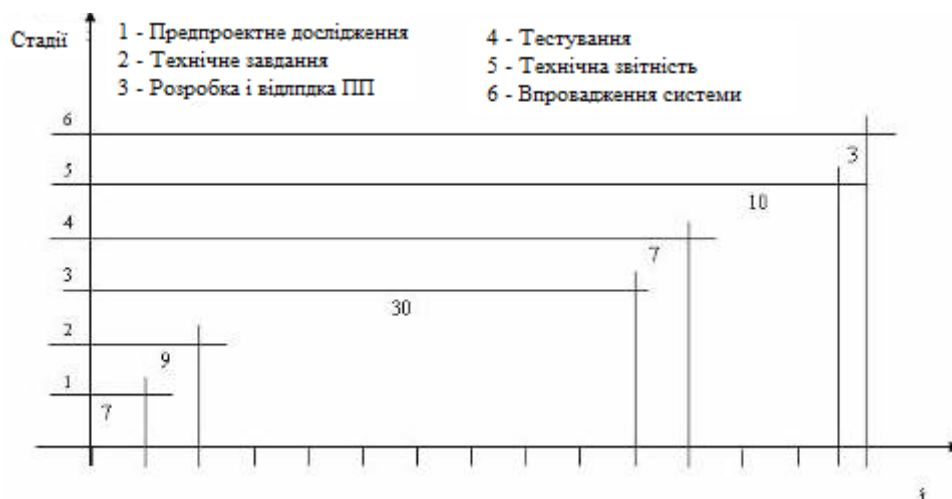 Стадії
1 - Предпроектне дослідження
2 - Технічне завдання
3 - Розробка і відлпдка ПП
4 - Тестування
5 - Технічна звітність
6 - Впровадження системи
6
3
5
10
4
7
3
30
2
9
1
7